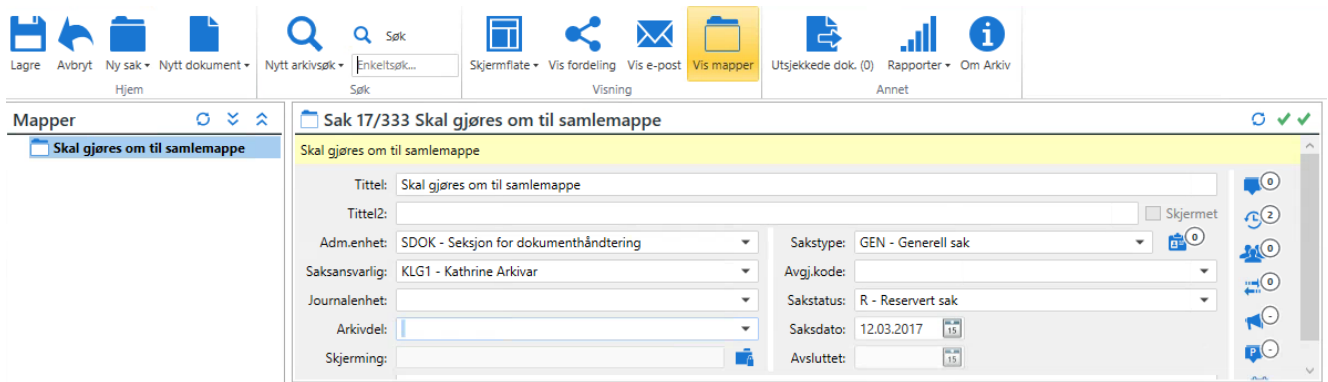 Lagre Avbryt Ny sak Nytt dokument
Hjem
Nytt arkivsøk Søk
Enkeltsøk...
Søk
Skjermflate Vis fordeling Vis e-post Vis mapper
Visning
Utsjekkede dok. (0) Rapporter Om Arkiv
Annet
Mapper
Skal gjøres om til samlemappe
Sak 17/333 Skal gjøres om til samlemappe
Skal gjøres om til samlemappe
Tittel: Skal gjøres om til samlemappe 0
Tittel2: Skjermet 2
Adm.enhet: SDOK - Seksjon for dokumenthåndtering Sakstype: GEN - Generell sak 0 0
Saksansvarlig: KLG1 - Kathrine Arkivar Avgj.kode:
Journalenhet: Sakstatus: R - Reservert sak 0
Arkivdel: Saksdato: 12.03.2017 15 -
Skjerming: Avsluttet: 15 P -